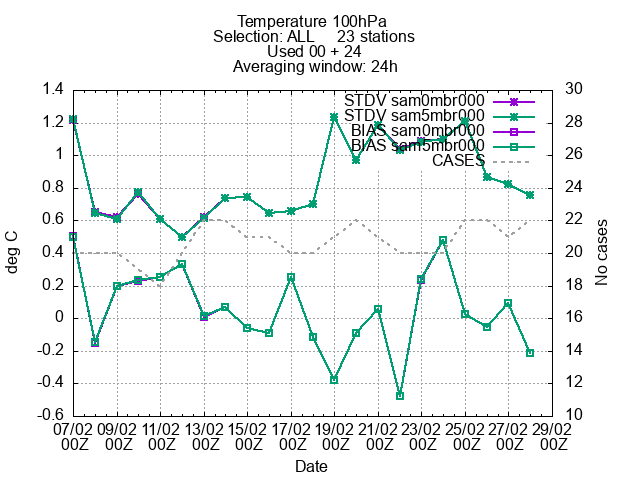 Temperature 100hPa
Selection: ALL 23 stations
Used 00 + 24
Averaging window: 24h
STDV sam0mbr000
STDV sam5mbr000
BIAS sam0mbr000
BIAS sam5mbr000
CASES
1.4
1.2
1
0.8
0.6
0.4
0.2
0
-0.2
-0.4
-0.6
deg C
30
28
26
24
22
20
18
16
14
12
10
No cases
07/02 09/02 11/02 13/02 15/02 17/02 19/02 21/02 23/02 25/02 27/02 29/02
00Z 00Z 00Z 00Z 00Z 00Z 00Z 00Z 00Z 00Z 00Z 00Z
Date